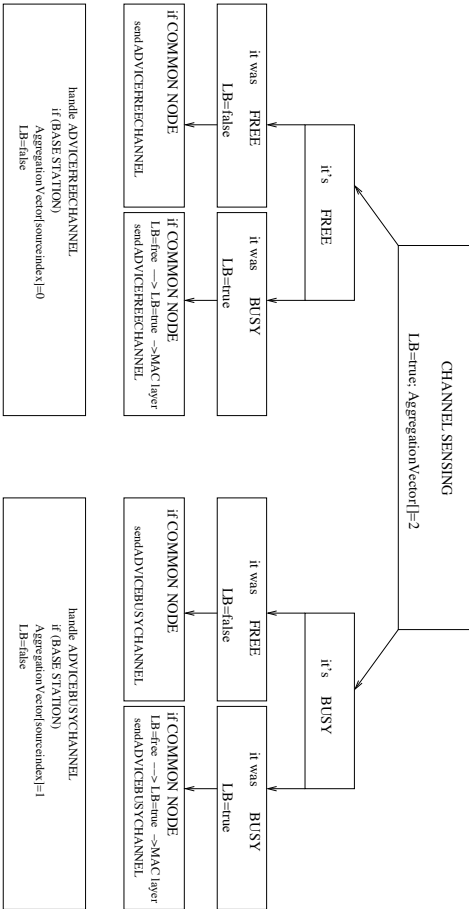 CHANNEL SENSING
LB=true; AggregationVector[]=2
it's FREE
it's BUSY
it was FREE
LB=false
it was BUSY
LB=true
it was FREE
LB=false
it was BUSY
LB=true
if COMMON NODE
sendADVICEFREECHANNEL
if COMMON NODE
LB=free —> LB=true ->MAC layer
sendADVICEFREECHANNEL
if COMMON NODE
sendADVICEBUSYCHANNEL
if COMMON NODE
LB=free —-> LB=true ->MAC layer
sendADVICEBUSYCHANNEL
handle ADVICEFREECHANNEL
if (BASE STATION)
AggregationVector[sourceindex]=0
LB=false
handle ADVICEBUSYCHANNEL
if (BASE STATION)
AggregationVector[sourceindex]=1
LB=false